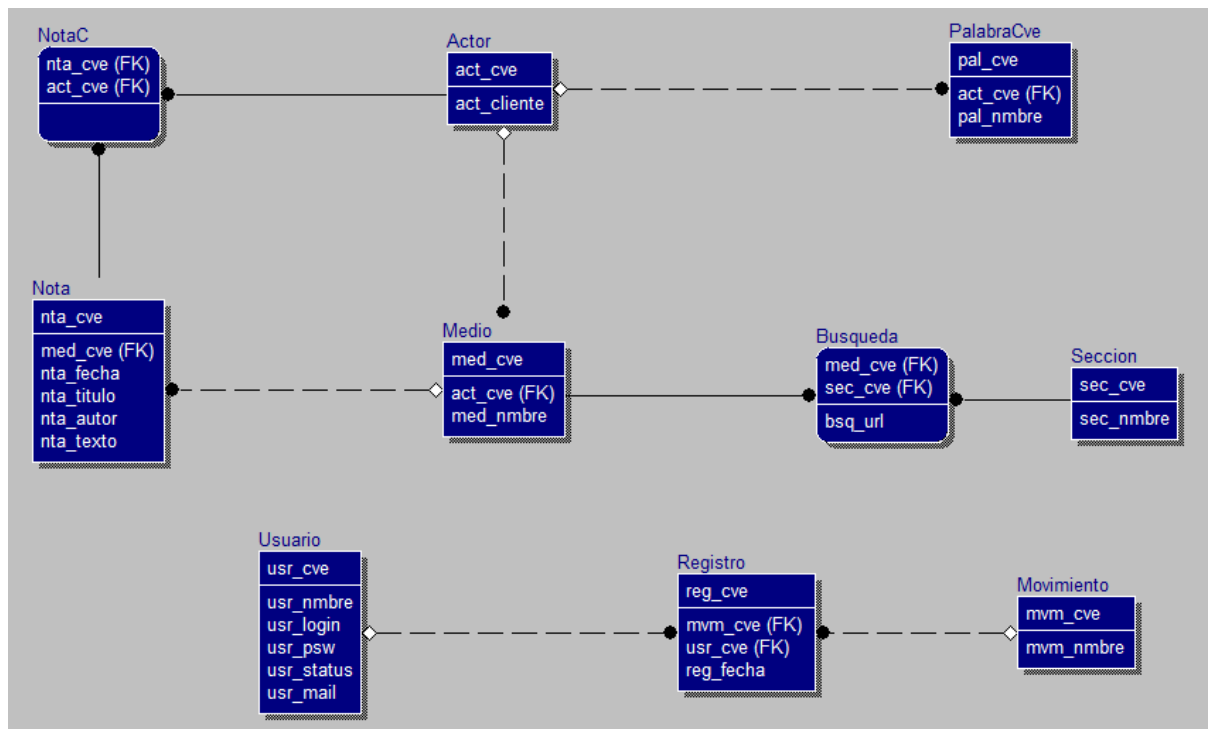 NotaC
nta_cve (FK)
act_cve (FK)
Actor
act_cve
act_cliente
PalabraCve
pal_cve
act_cve (FK)
pal_nmbre
Nota
nta_cve
med_cve (FK)
nta_fecha
nta_titulo
nta_autor
nta_texto
Medio
med_cve
act_cve (FK)
med_nmbre
Busqueda
med_cve (FK)
sec_cve (FK)
bsq_url
Seccion
sec_cve
sec_nmbre
Usuario
usr_cve
usr_nmbre
usr_login
usr_psw
usr_status
usr_mail
Registro
reg_cve
mvm_cve (FK)
usr_cve (FK)
reg_fecha
Movimiento
mvm_cve
mvm_nmbre